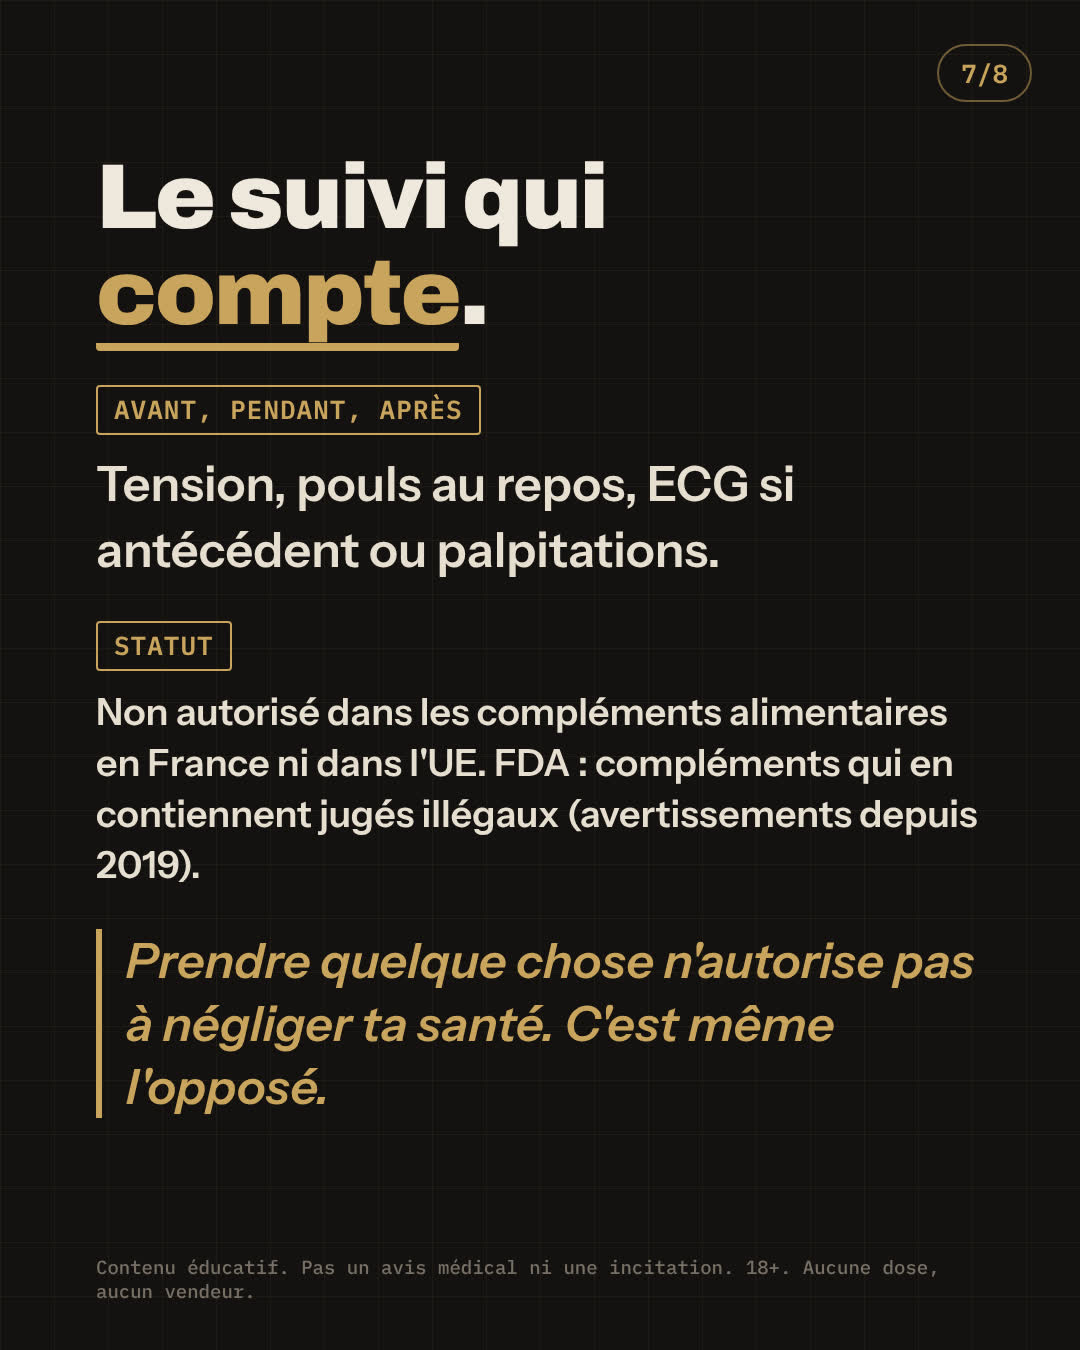 7/8
Le suivi qui
compte.
AVANT, PENDANT, APRÈS
Tension, pouls au repos, ECG si
antécédent ou palpitations.
STATUT
Non autorisé dans les compléments alimentaires
en France ni dans l'UE. FDA : compléments qui en
contiennent jugés illégaux (avertissements depuis
2019).
Prendre quelque chose n'autorise pas
à négliger ta santé. C'est même
l'opposé.
Contenu éducatif. Pas un avis médical ni une incitation. 18+. Aucune dose,
aucun vendeur.